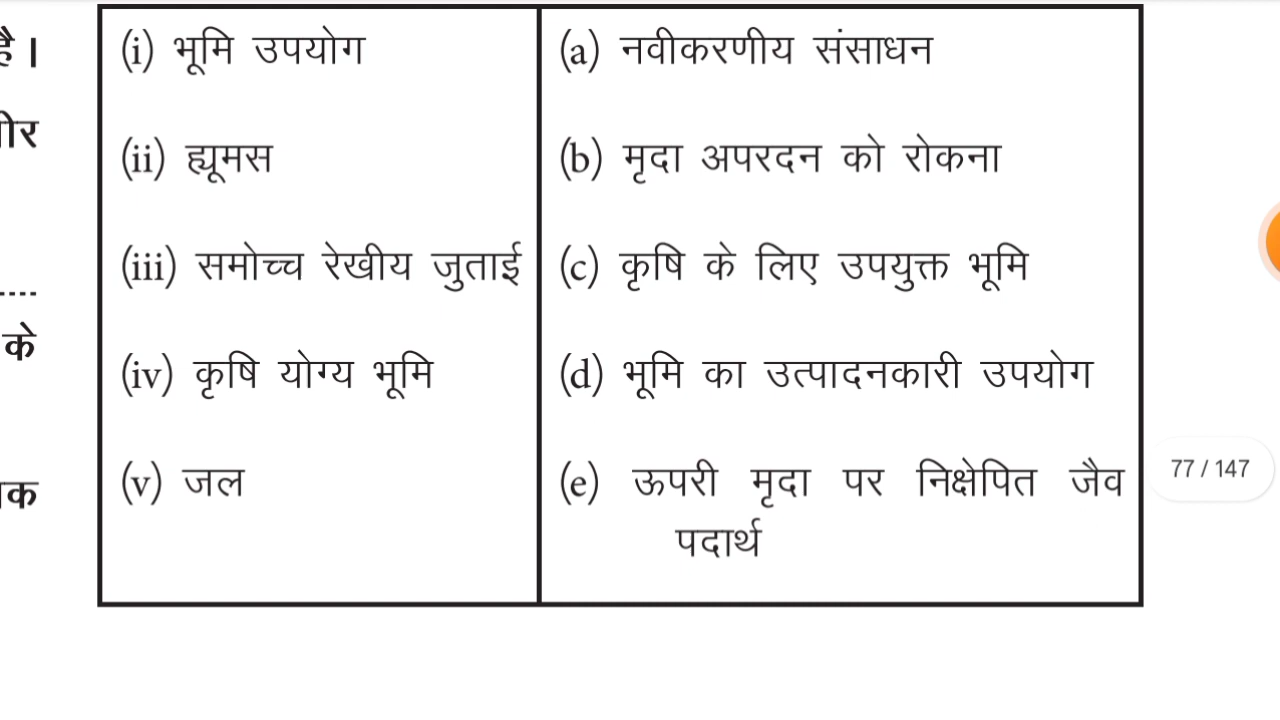 है।
(i) भूमि उपयोग
(a) नवीकरणीय संसाधन
(ii) ह्यूमस
(b) मृदा अपरदन को रोकना
(iii) समोच्च रेखीय जुताई
(c) कृषि के लिए उपयुक्त भूमि
----
के
(iv) कृषि योग्य भूमि
(d) भूमि का उत्पादनकारी उपयोग
(v) जल
(e) ऊपरी मृदा पर निक्षेपित जैव
पदार्थ
77 / 147